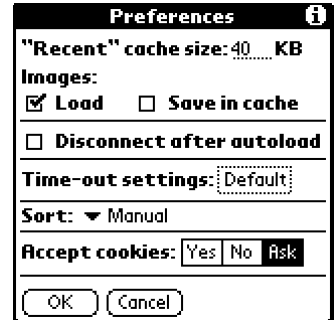 Preferences i
"Recent" cache size: 40 KB
Images:
Load Save in cache
Disconnect after autoload
Time-out settings: Default
Sort: Manual
Accept cookies: Yes No Ask
OK Cancel